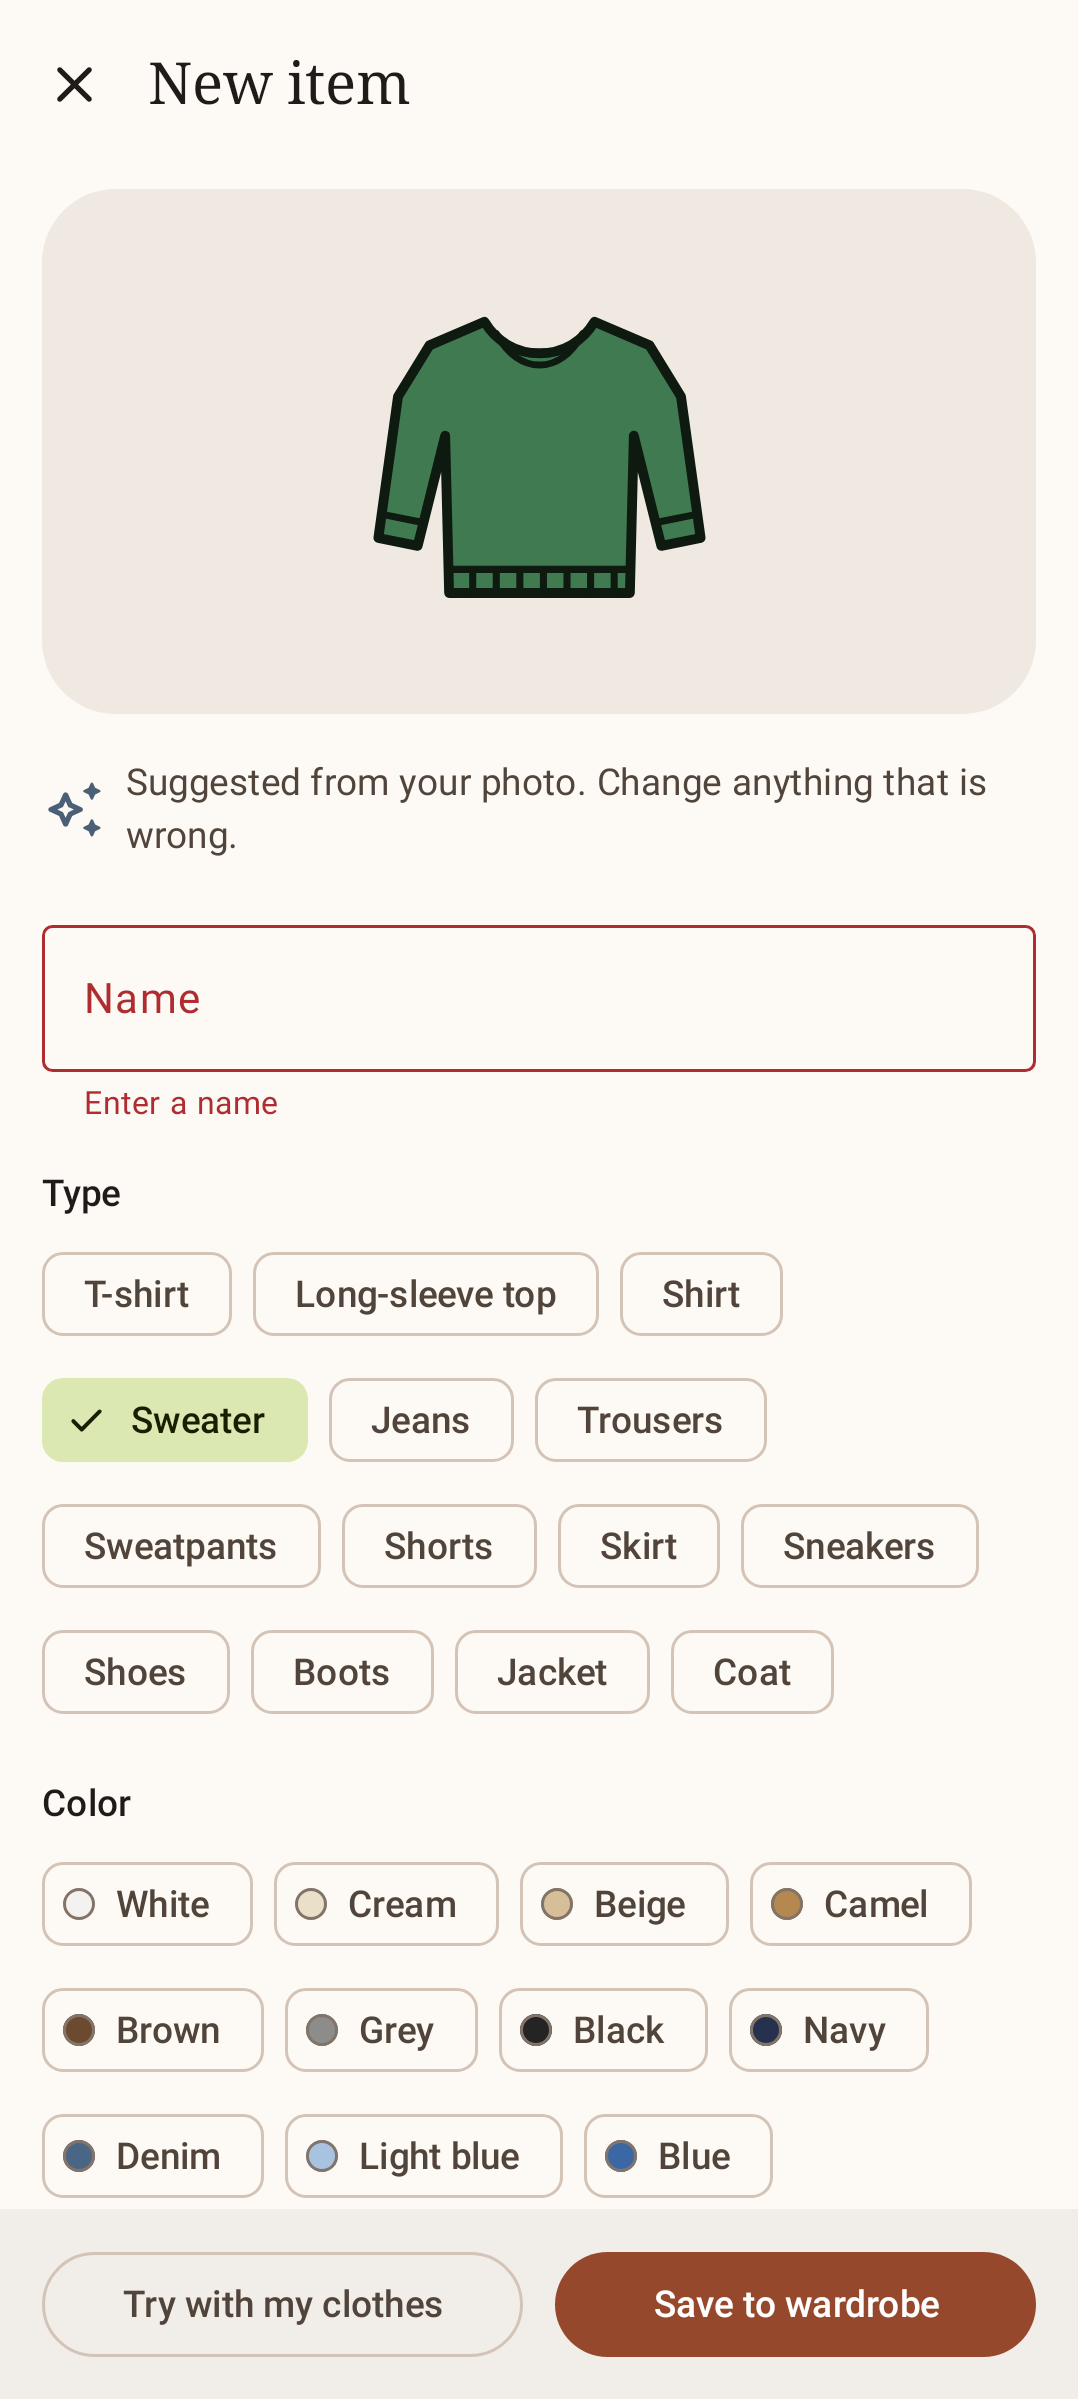 New item
Suggested from your photo. Change anything that is
wrong.
Name
Enter a name
Type
T-shirt
Long-sleeve top
Shirt
Sweater
Jeans
Trousers
Sweatpants
Shorts
Skirt
Sneakers
Shoes
Boots
Jacket
Coat
Color
White
Cream
Beige
Camel
Brown
Grey
Black
Navy
Denim
Light blue
Blue
Try with my clothes
Save to wardrobe